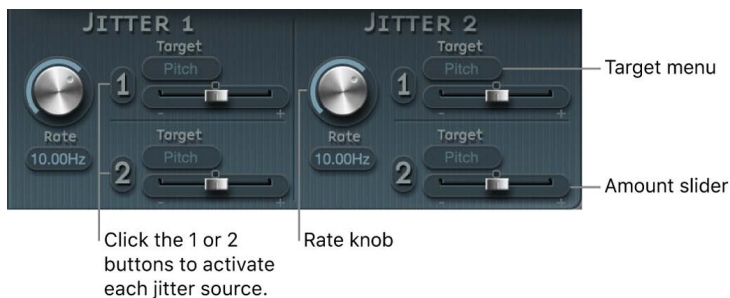 JITTER 1
Target
1
Pitch
- +
Rate
10.00Hz
Target
2
Pitch
- +
JITTER 2
Target
1
Pitch
- +
Rate
10.00Hz
Target
2
Pitch
- +
Target menu
Amount slider
Click the 1 or 2
buttons to activate
each jitter source.
Rate knob